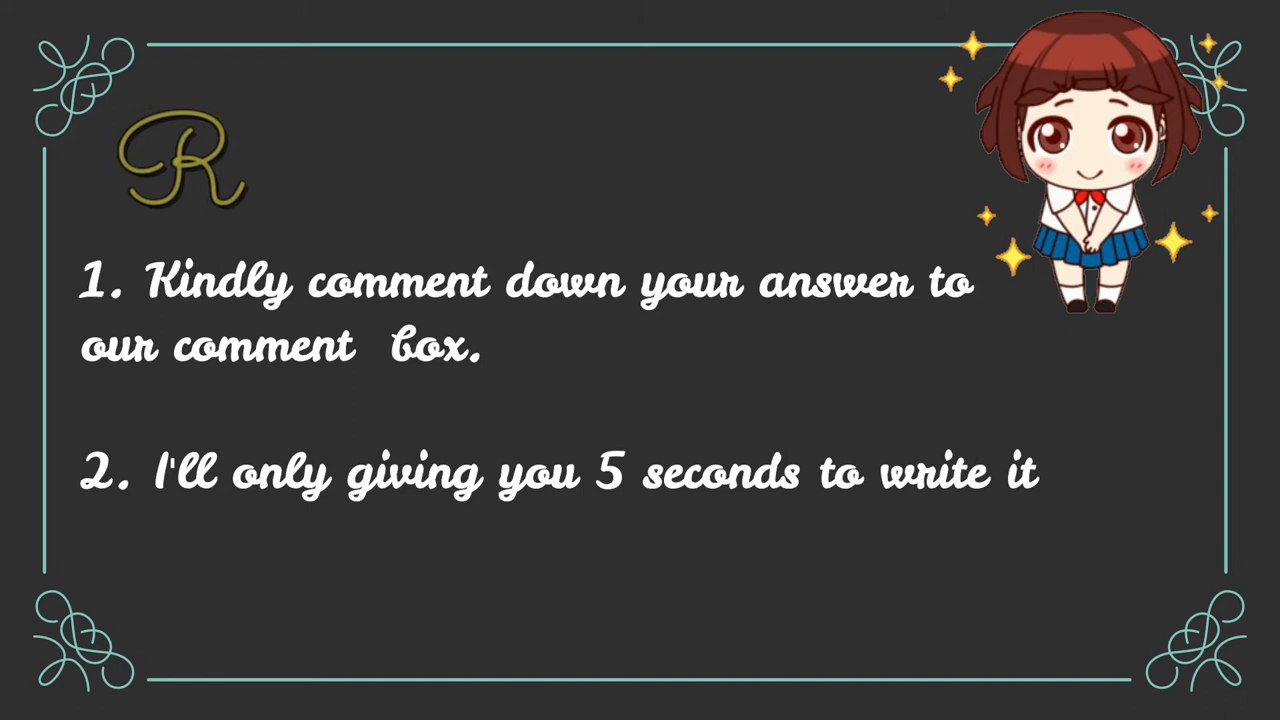 R
1. Kindly comment down your answer to
our comment box.
2. I'll only giving you 5 seconds to write it